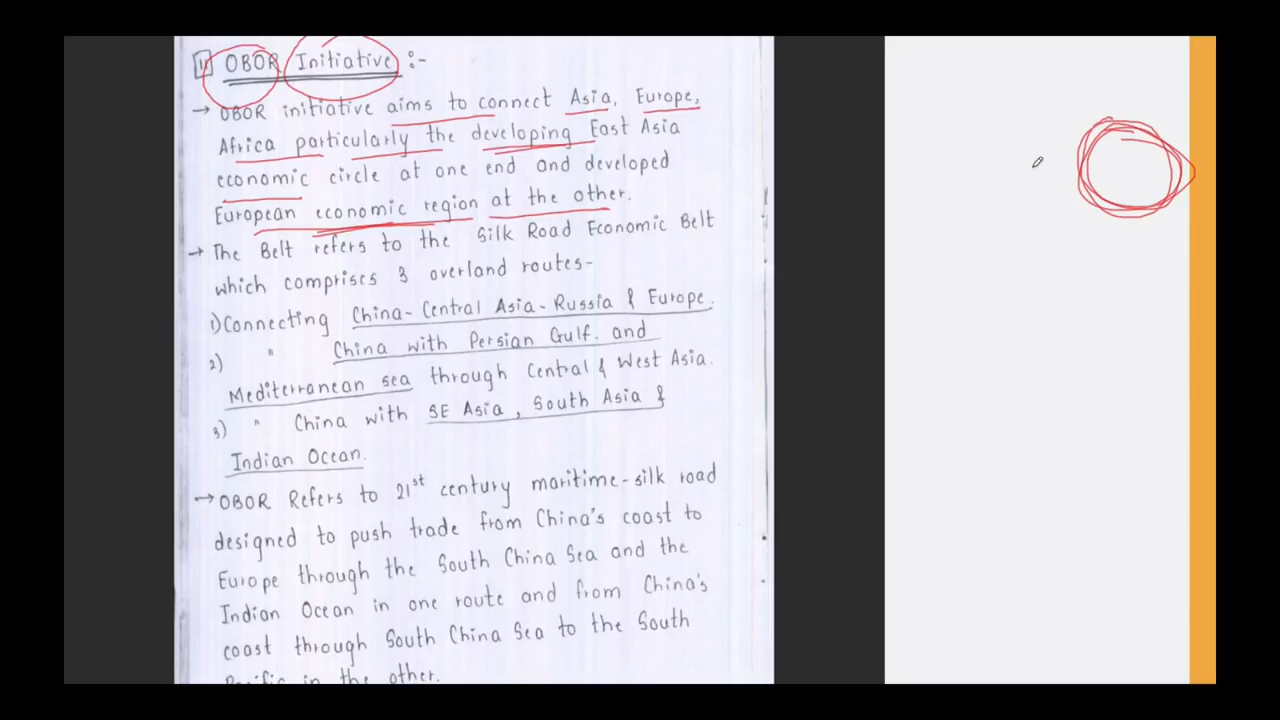 1) OBOR Initiative :-
→ OBOR initiative aims to connect Asia, Europe,
Africa particularly the developing East Asia
economic circle at one end and developed
European economic region at the other.
→ The Belt refers to the Silk Road Economic Belt
which comprises 3 overland routes-
1) Connecting China-Central Asia-Russia & Europe.
2) " China with Persian Gulf. and
Mediterranean sea through Central & West Asia.
3) " China with SE Asia, South Asia &
Indian Ocean.
→ OBOR Refers to 21st century maritime-silk road
designed to push trade from China's coast to
Europe through the South China Sea and the
Indian Ocean in one route and from China's
coast through South China Sea to the South
Pacific in the other.